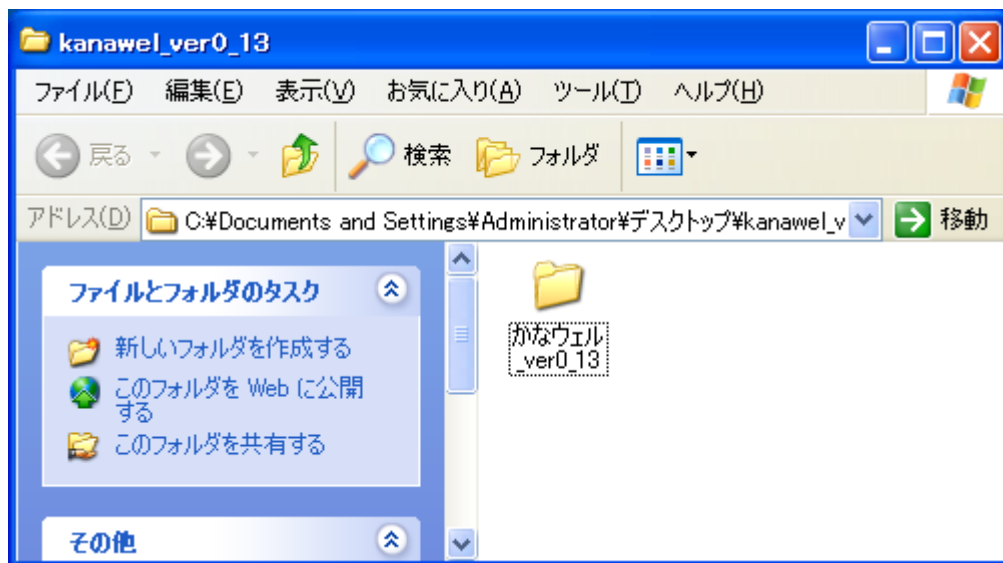 kanawel_ver0_13
ファイル(F) 編集(E) 表示(V) お気に入り(A) ツール(T) ヘルプ(H)
戻る 検索 フォルダ
アドレス(D) C:¥Documents and Settings¥Administrator¥デスクトップ¥kanawel_v 移動
ファイルとフォルダのタスク
新しいフォルダを作成する
このフォルダを Web に公開
する
このフォルダを共有する
その他
かなウェル
_ver0_13